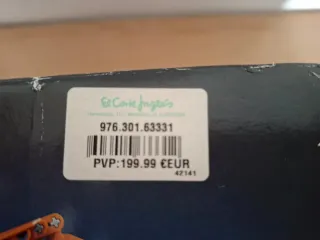 El Corte Inglés
976.301.63331
PVP:199.99 €EUR
42141